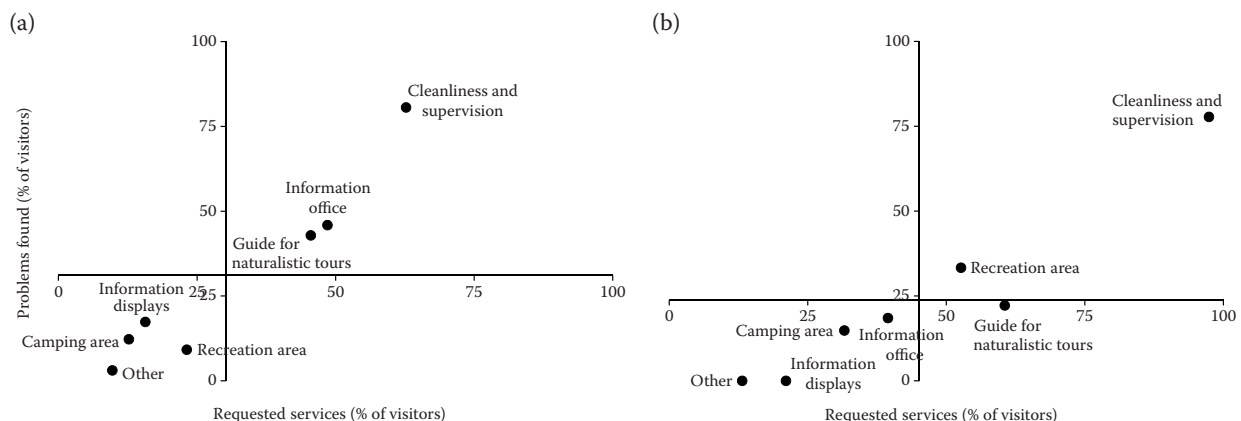 (a)
100
75
50
25
0
0
25
50
75
100
Problems found (% of visitors)
Cleanliness and
supervision
Information
office
Guide for
naturalistic tours
Information
displays
Camping area
Recreation area
Other
Requested services (% of visitors)
(b)
100
75
50
25
0
0
25
50
75
100
Cleanliness and
supervision
Recreation area
Guide for
naturalistic tours
Camping area
Information
office
Other
Information
displays
Requested services (% of visitors)